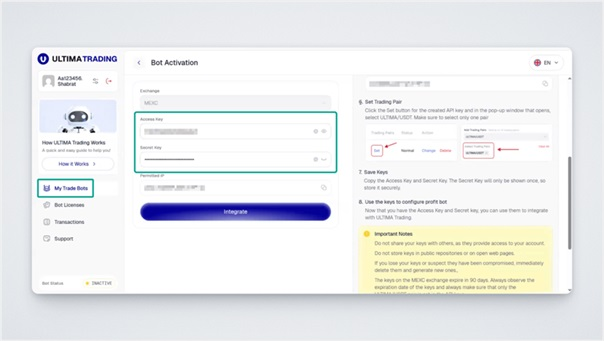 ULTIMATRADING
Aa123456.
Shabrat
How ULTIMA Trading Works
A quick and easy guide to help you!
How it Works
My Trade Bots
Bot Licenses
Transactions
Support
Bot Status
INACTIVE
Bot Activation
EN
Exchange
MEXC
Access Key
Secret Key
Permitted IP
Integrate
6. Set Trading Pair
Click the Set button for the created API key and in the pop-up window that opens,
select ULTIMA/USDT. Make sure to select only one pair
Trading Pairs Status Action
Set Normal Change Delete
ULTIMA/USDT
7. Save Keys
Copy the Access Key and Secret Key. The Secret Key will only be shown once, so
store it securely.
8. Use the keys to configure profit bot
Now that you have the Access Key and Secret key, you can use them to integrate
with ULTIMA Trading.
Important Notes
Do not share your keys with others, as they provide access to your account.
Do not store keys in public repositories or on open web pages.
If you lose your keys or suspect they have been compromised, immediately
delete them and generate new ones.,
The keys on the MEXC exchange expire in 90 days. Always observe the
expiration date of the keys and always make sure that only the